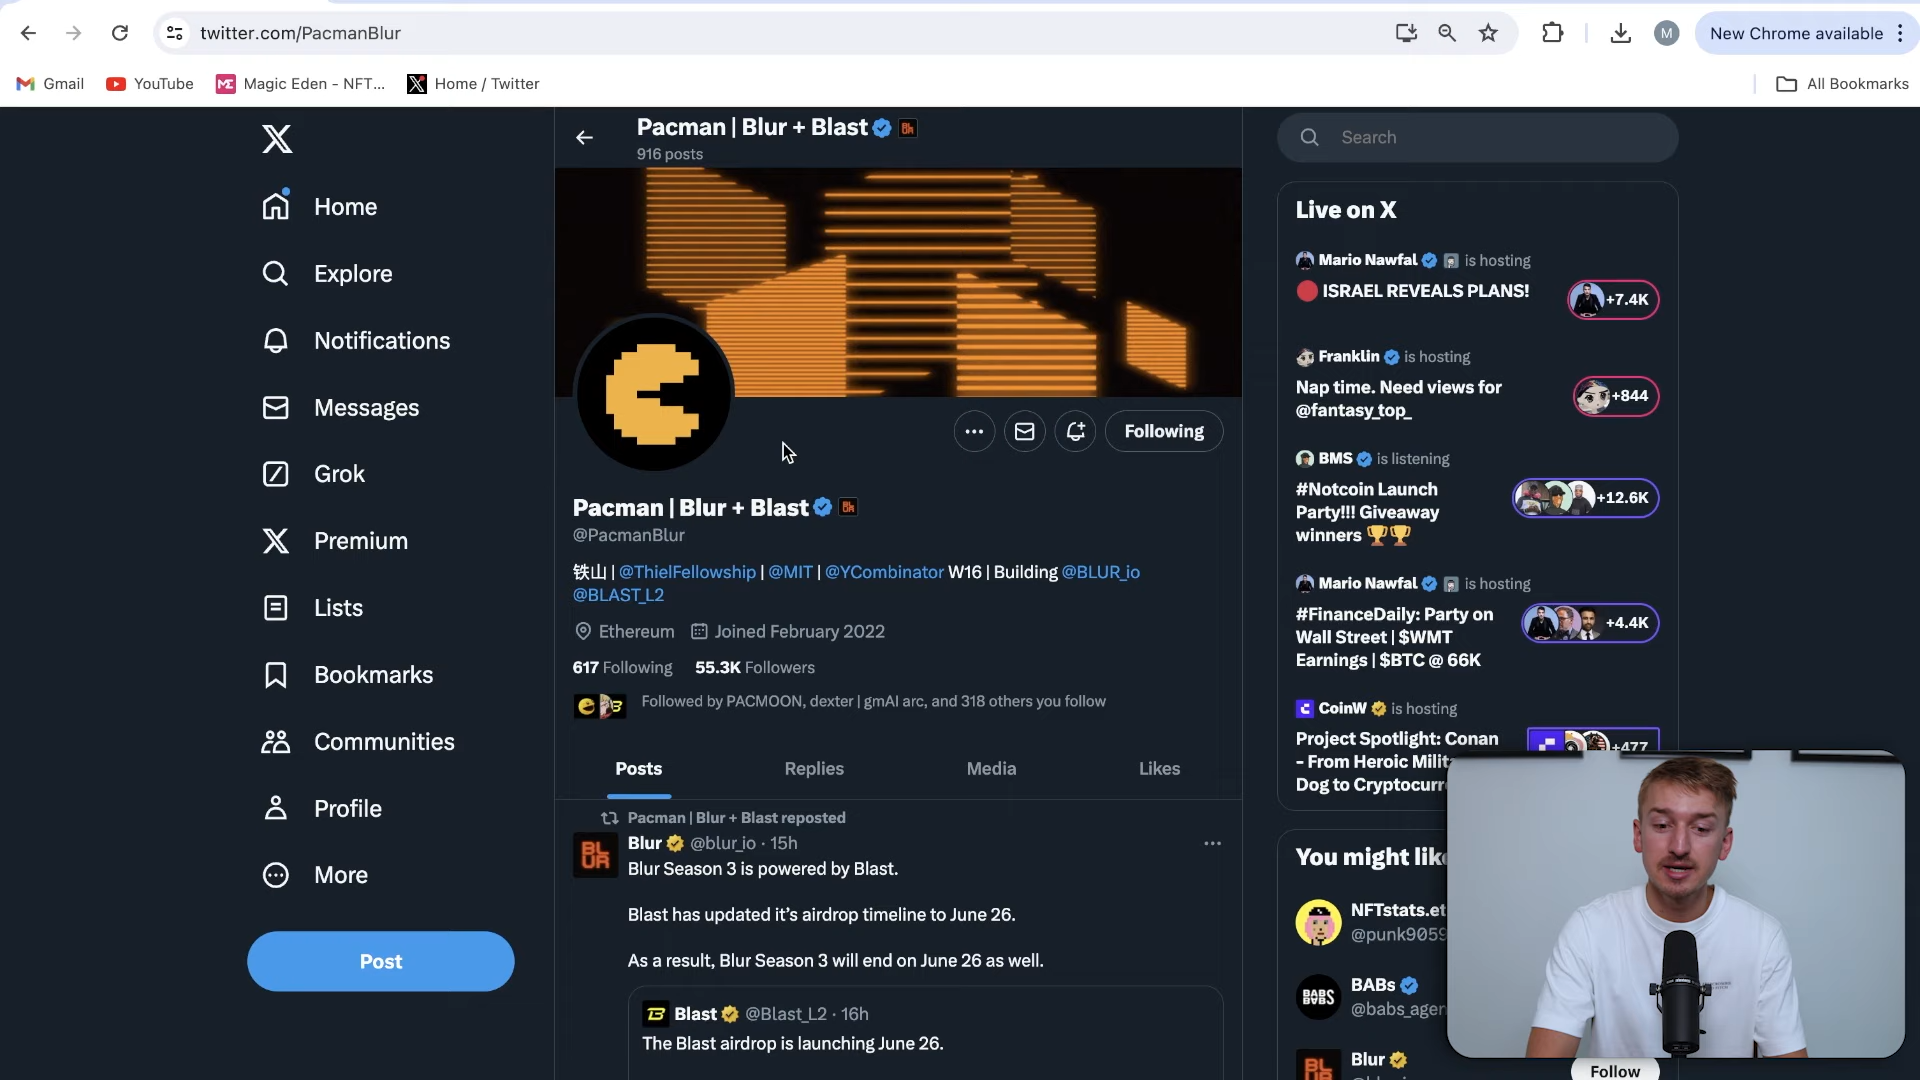 twitter.com/PacmanBlur
M
New Chrome available
Gmail
YouTube
Magic Eden - NFT...
Home / Twitter
All Bookmarks
Home
Explore
Notifications
Messages
Grok
Premium
Lists
Bookmarks
Communities
Profile
More
Post
Pacman | Blur + Blast
916 posts
Following
Pacman | Blur + Blast
@PacmanBlur
铁山 | @ThielFellowship | @MIT | @YCombinator W16 | Building @BLUR_io
@BLAST_L2
Ethereum Joined February 2022
617 Following 55.3K Followers
Followed by PACMOON, dexter | gmAI arc, and 318 others you follow
Posts Replies Media Likes
Pacman | Blur + Blast reposted
BLUR
Blur @blur_io · 15h
Blur Season 3 is powered by Blast.
Blast has updated it’s airdrop timeline to June 26.
As a result, Blur Season 3 will end on June 26 as well.
Blast @Blast_L2 · 16h
The Blast airdrop is launching June 26.
Search
Live on X
Mario Nawfal is hosting
ISRAEL REVEALS PLANS!
+7.4K
Franklin is hosting
Nap time. Need views for
@fantasy_top_
+844
BMS is listening
#Notcoin Launch
Party!!! Giveaway
winners 🏆🏆
+12.6K
Mario Nawfal is hosting
#FinanceDaily: Party on
Wall Street | $WMT
Earnings | $BTC @ 66K
+4.4K
CoinW is hosting
Project Spotlight: Conan
- From Heroic Milit
Dog to Cryptocurr
+477
You might like
NFTstats.et
@punk9059
BABS
BABs
@babs_agen
Blur
Follow